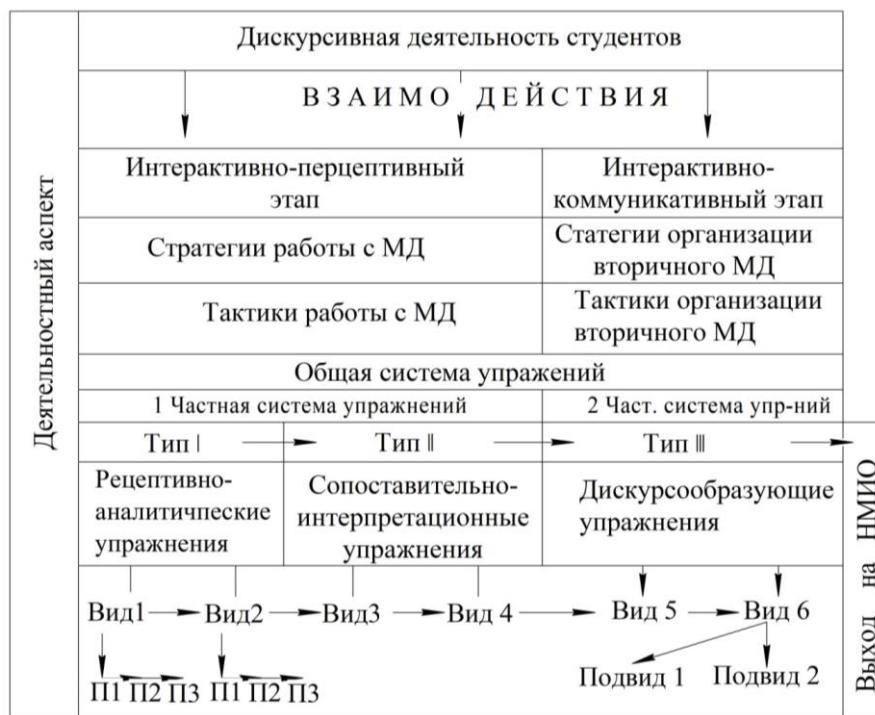 Деятельностный аспект
Дискурсивная деятельность студентов
В З А И М О Д Е Й С Т В И Я
Интерактивно-перцептивный
этап
Интерактивно-
коммуникативный этап
Стратегии работы с МД
Статегии организации
вторичного МД
Тактики работы с МД
Тактики организации
вторичного МД
Общая система упражений
1 Частная система упражнений
2 Част. система упр-ний
Тип I
Тип II
Тип III
Рецептивно-
аналитичпеские
упражнения
Сопоставительно-
интерпретационные
упражнения
Дискурсообразующие
упражнения
Вид1
Вид2
Вид3
Вид 4
Вид 5
Вид 6
П1 П2 П3
П1 П2 П3
Подвид 1
Подвид 2
Выход на НМИО